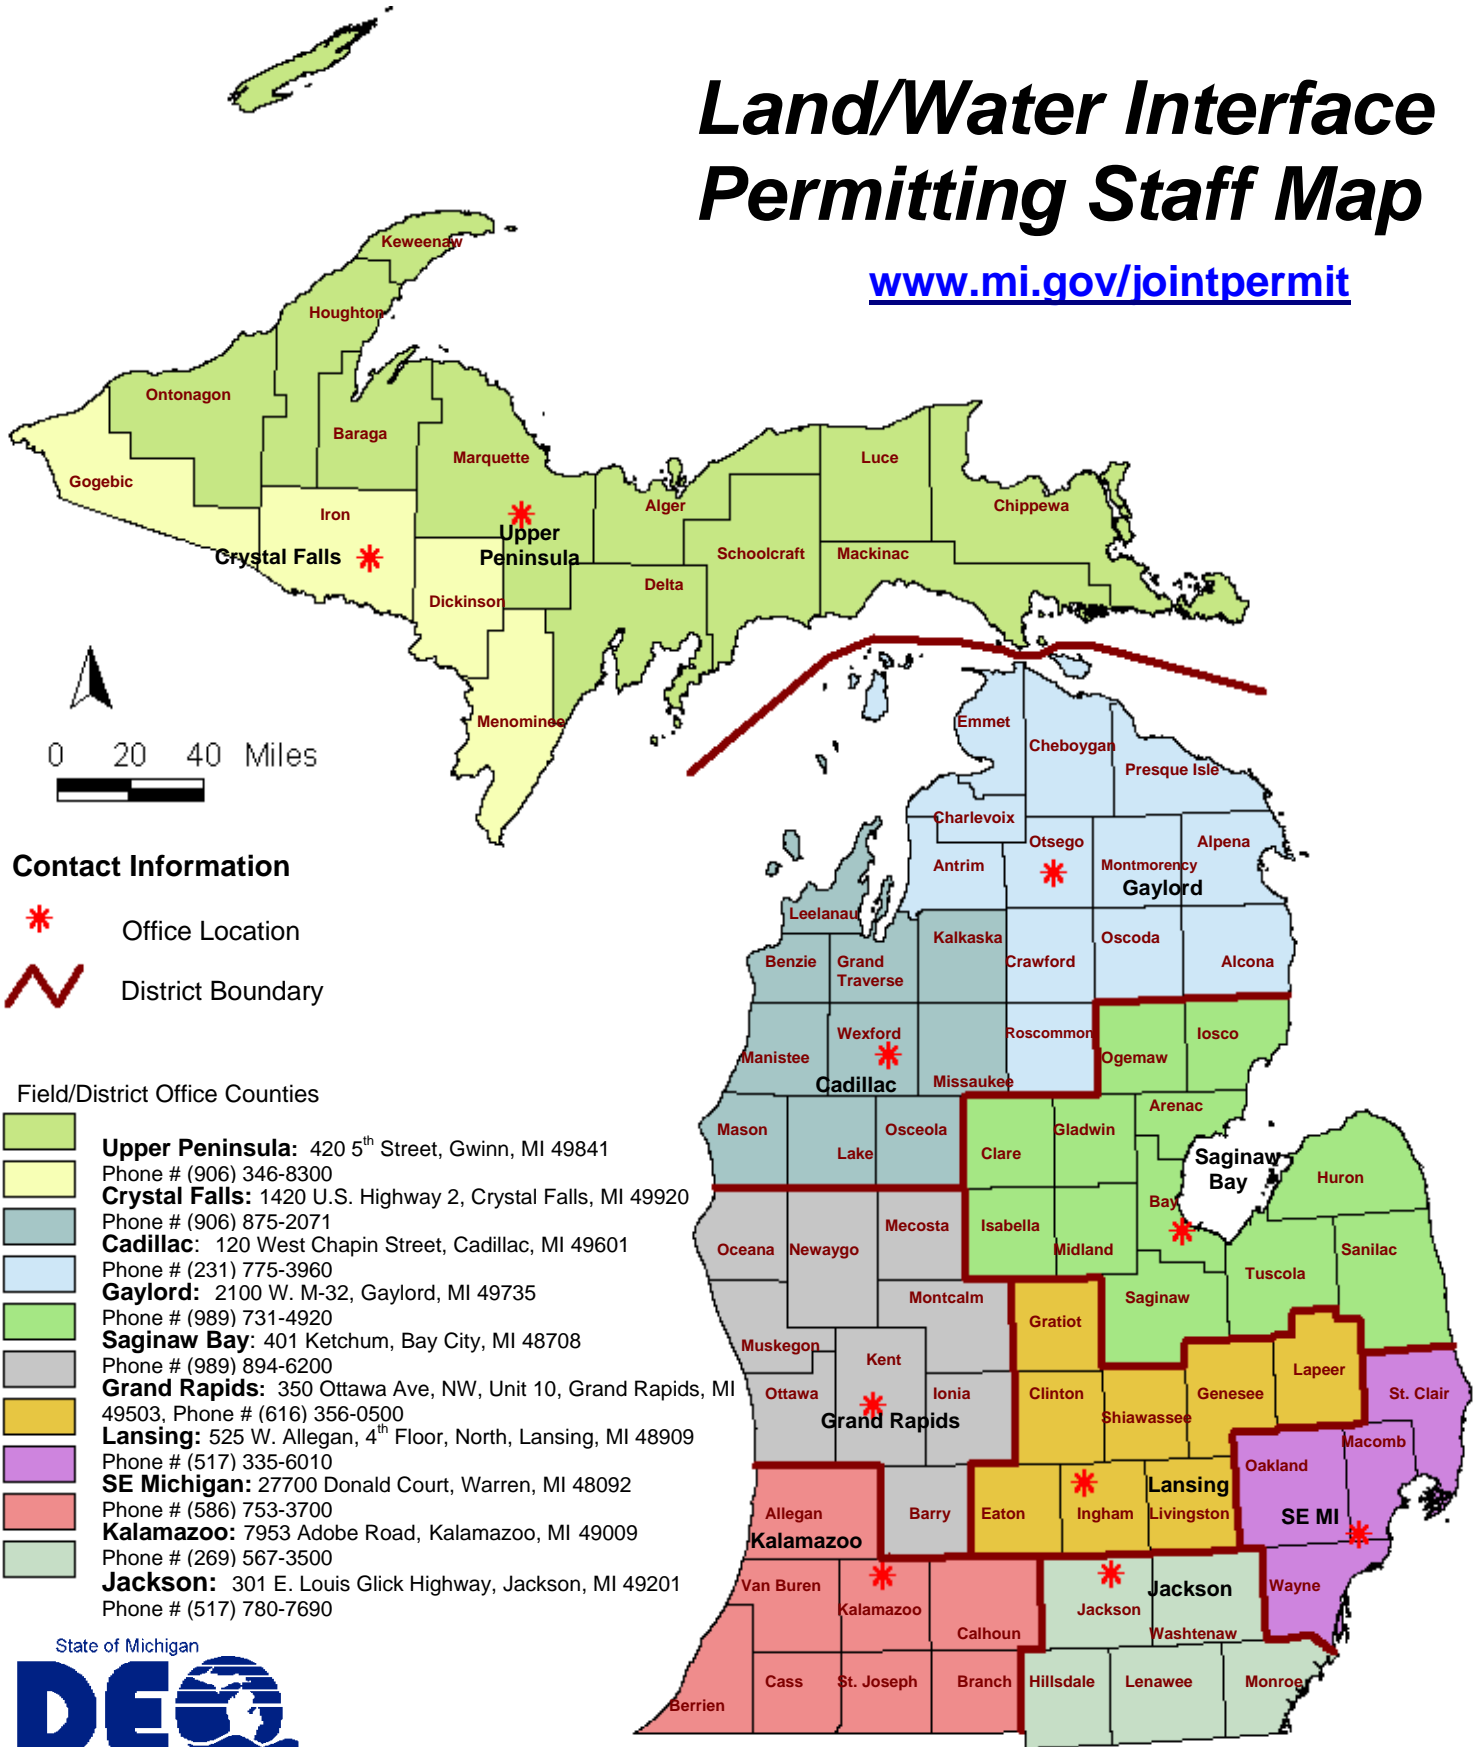 Land/Water Interface
Permitting Staff Map
www.mi.gov/jointpermit
Keweenaw
Houghton
Ontonagon
Baraga
Gogebic
Marquette
Luce
Iron
Alger
Chippewa
Crystal Falls
Upper
Peninsula
Schoolcraft
Mackinac
Dickinson
Delta
Menominee
0 20 40 Miles
Emmet
Cheboygan
Presque Isle
Charlevoix
Otsego
Alpena
Antrim
Montmorency
Gaylord
Leelanau
Kalkaska
Oscoda
Benzie
Grand
Traverse
Crawford
Alcona
Wexford
Roscommon
Iosco
Manistee
Ogemaw
Cadillac
Missaukee
Arenac
Mason
Osceola
Gladwin
Lake
Clare
Saginaw
Bay
Huron
Bay
Mecosta
Isabella
Oceana
Newaygo
Midland
Sanilac
Tuscola
Montcalm
Saginaw
Gratiot
Muskegon
Kent
Lapeer
Ottawa
Ionia
Clinton
Genesee
St. Clair
Grand Rapids
Shiawassee
Macomb
Oakland
Lansing
Allegan
Barry
Eaton
Ingham
Livingston
SE MI
Kalamazoo
Van Buren
Jackson
Wayne
Kalamazoo
Jackson
Calhoun
Washtenaw
Cass
St. Joseph
Branch
Hillsdale
Lenawee
Monroe
Berrien
Contact Information
Office Location
District Boundary
Field/District Office Counties
Upper Peninsula: 420 5th Street, Gwinn, MI 49841
Phone # (906) 346-8300
Crystal Falls: 1420 U.S. Highway 2, Crystal Falls, MI 49920
Phone # (906) 875-2071
Cadillac: 120 West Chapin Street, Cadillac, MI 49601
Phone # (231) 775-3960
Gaylord: 2100 W. M-32, Gaylord, MI 49735
Phone # (989) 731-4920
Saginaw Bay: 401 Ketchum, Bay City, MI 48708
Phone # (989) 894-6200
Grand Rapids: 350 Ottawa Ave, NW, Unit 10, Grand Rapids, MI
49503, Phone # (616) 356-0500
Lansing: 525 W. Allegan, 4th Floor, North, Lansing, MI 48909
Phone # (517) 335-6010
SE Michigan: 27700 Donald Court, Warren, MI 48092
Phone # (586) 753-3700
Kalamazoo: 7953 Adobe Road, Kalamazoo, MI 49009
Phone # (269) 567-3500
Jackson: 301 E. Louis Glick Highway, Jackson, MI 49201
Phone # (517) 780-7690
State of Michigan
DEQ